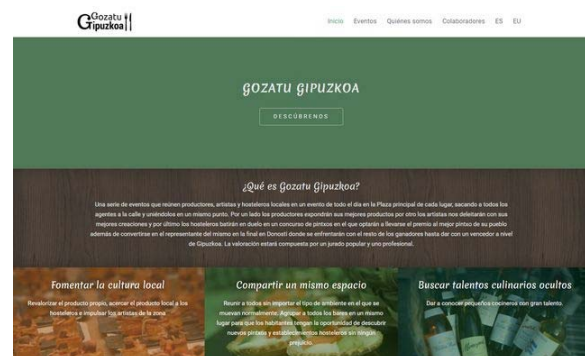 Gozatu
Gipuzkoa
Inicio Eventos Quiénes somos Colaboradores ES EU
GOZATU GIPUZKOA
DESCÚBRENOS
¿Qué es Gozatu Gipuzkoa?
Una serie de eventos que reúnen productores, artistas y hosteleros locales en un evento de todo el día en la Plaza principal de cada lugar, sacando a todos los
agentes a la calle y uniéndolos en un mismo punto. Por un lado los productores expondrán sus mejores productos por otro los artistas nos deleitarán con sus
mejores creaciones y por último los hosteleros batirán en duelo en un concurso de pintxos en el que optarán a llevarse el premio al mejor pintxo de su pueblo
además de convertirse en el representante del mismo en la final en Donosti donde se enfrentarán con el resto de los ganadores hasta dar con un vencedor a nivel
de Gipuzkoa. La valoración estará compuesta por un jurado popular y uno profesional.
Fomentar la cultura local
Revalorizar el producto propio, acercar el producto local a los
hosteleros e impulsar los artistas de la zona.
Compartir un mismo espacio
Reunir a todos sin importar el tipo de ambiente en el que se
muevan normalmente. Agrupar a todos los bares en un mismo
lugar para que los habitantes tengan la oportunidad de descubrir
nuevos pintxos y establecimientos hosteleros sin ningún
prejuicio.
Buscar talentos culinarios ocultos
Dar a conocer pequeños cocineros con gran talento.